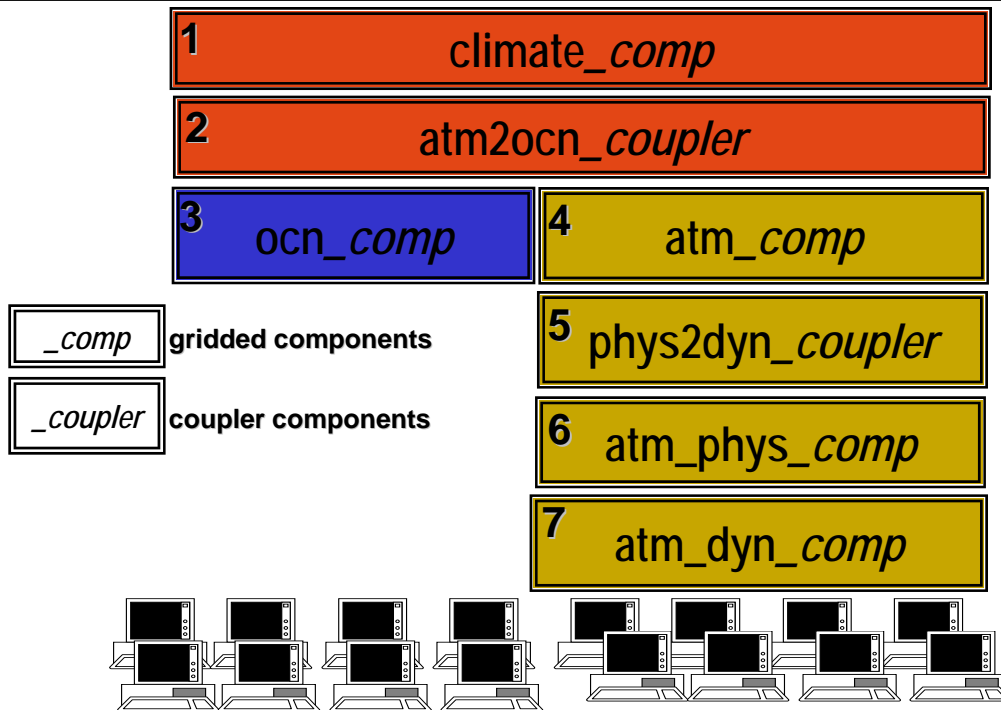 1 climate_comp
2 atm2ocn_coupler
3 ocn_comp
4 atm_comp
5 phys2dyn_coupler
_comp gridded components
_coupler coupler components
6 atm_phys_comp
7 atm_dyn_comp